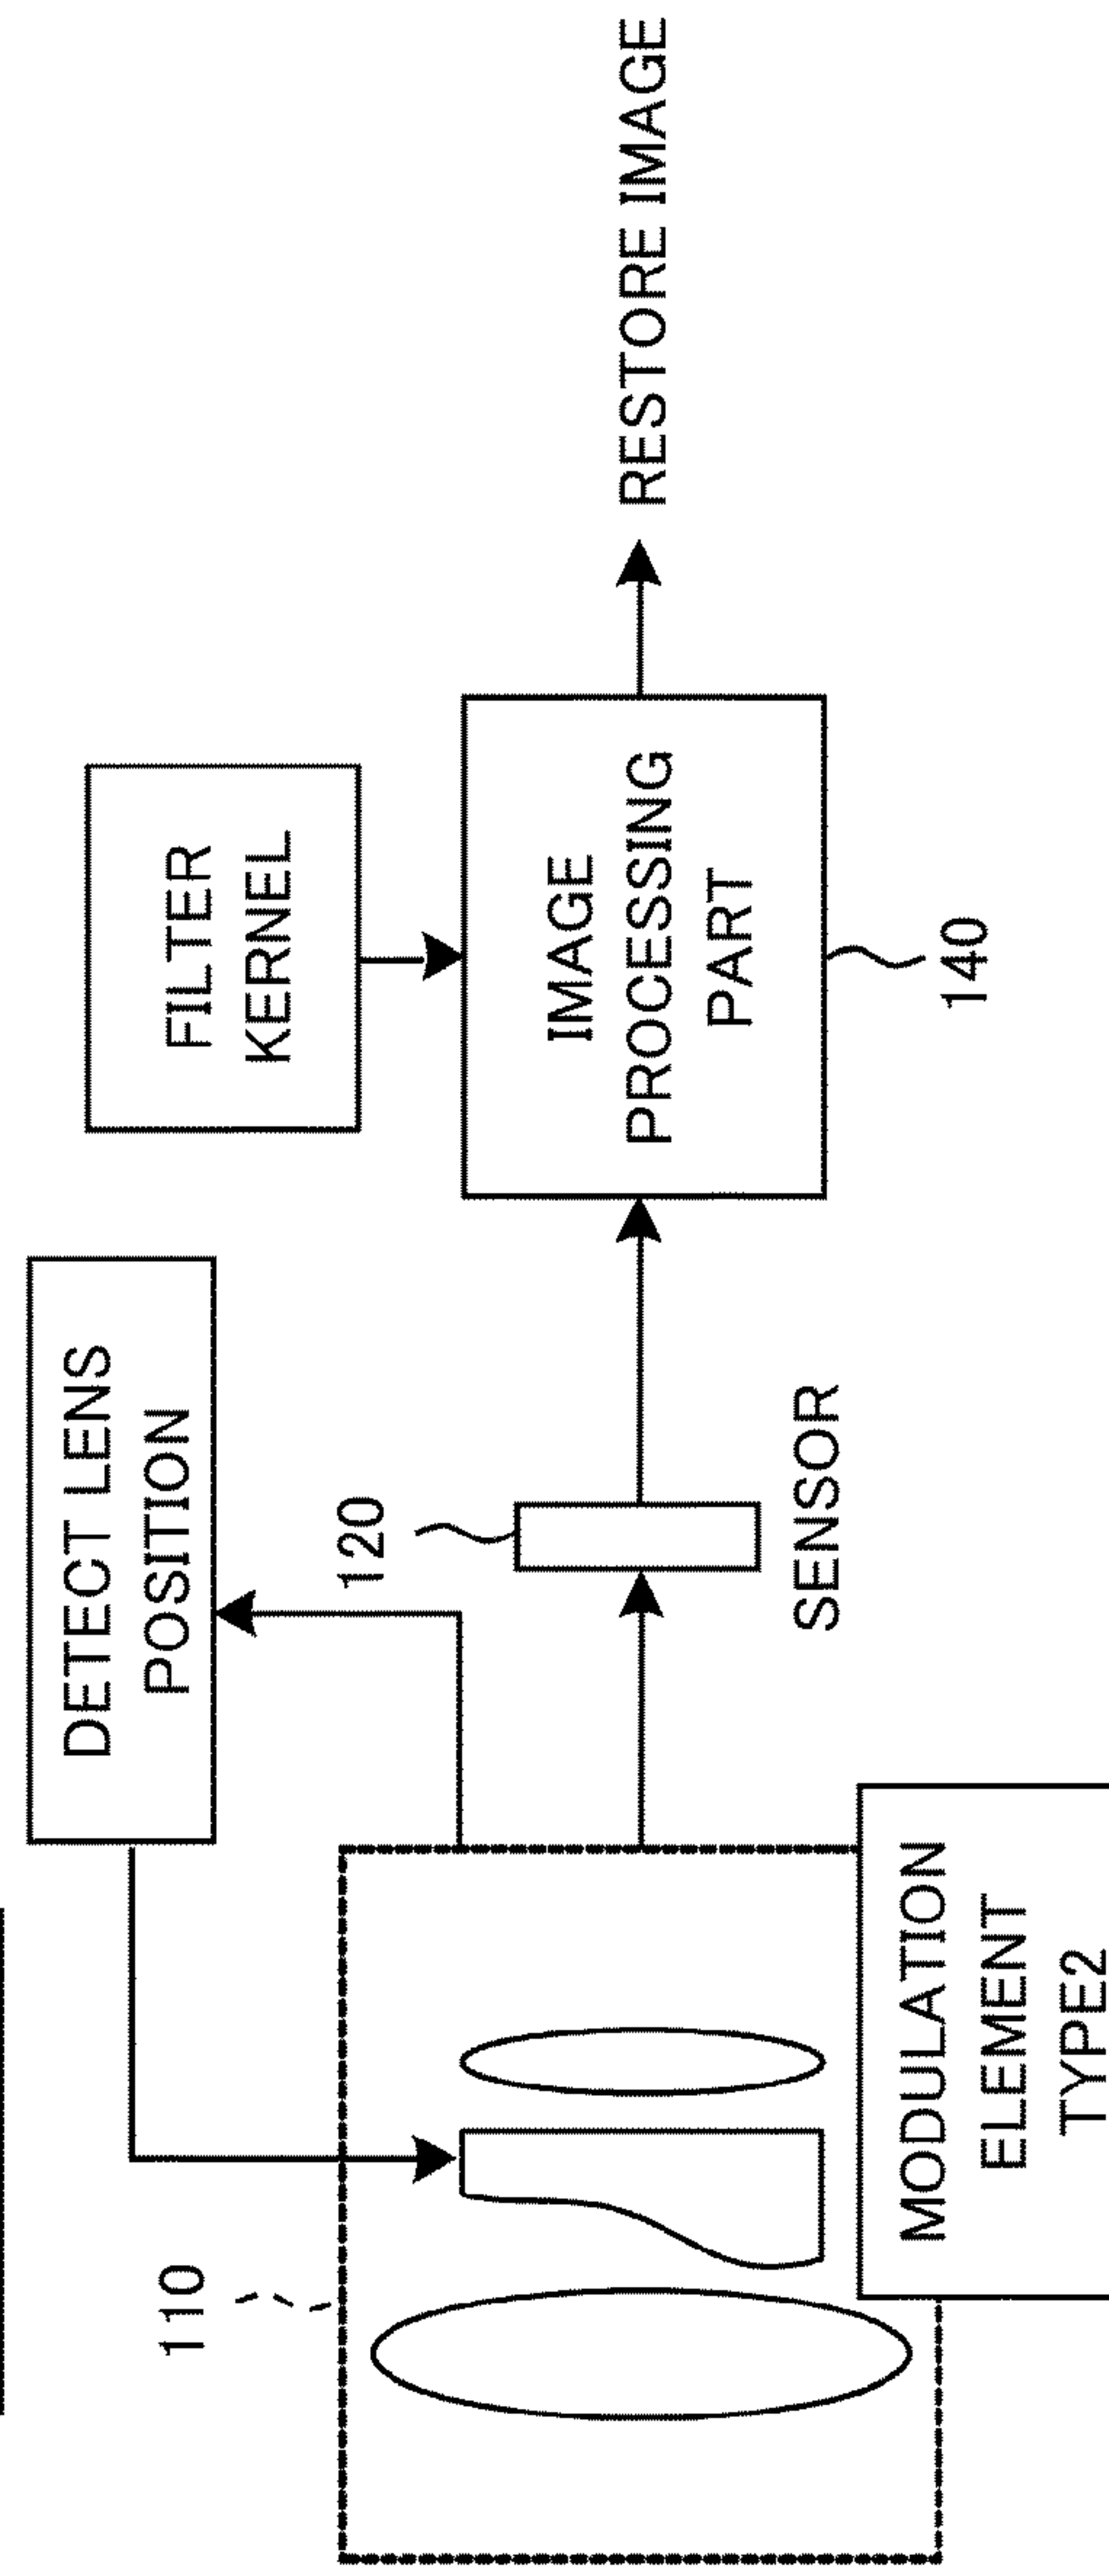 DETECT LENS
POSITION
FILTER
KERNEL
110
120
IMAGE
PROCESSING
PART
RESTORE IMAGE
SENSOR
140
MODULATION
ELEMENT
TYPE2